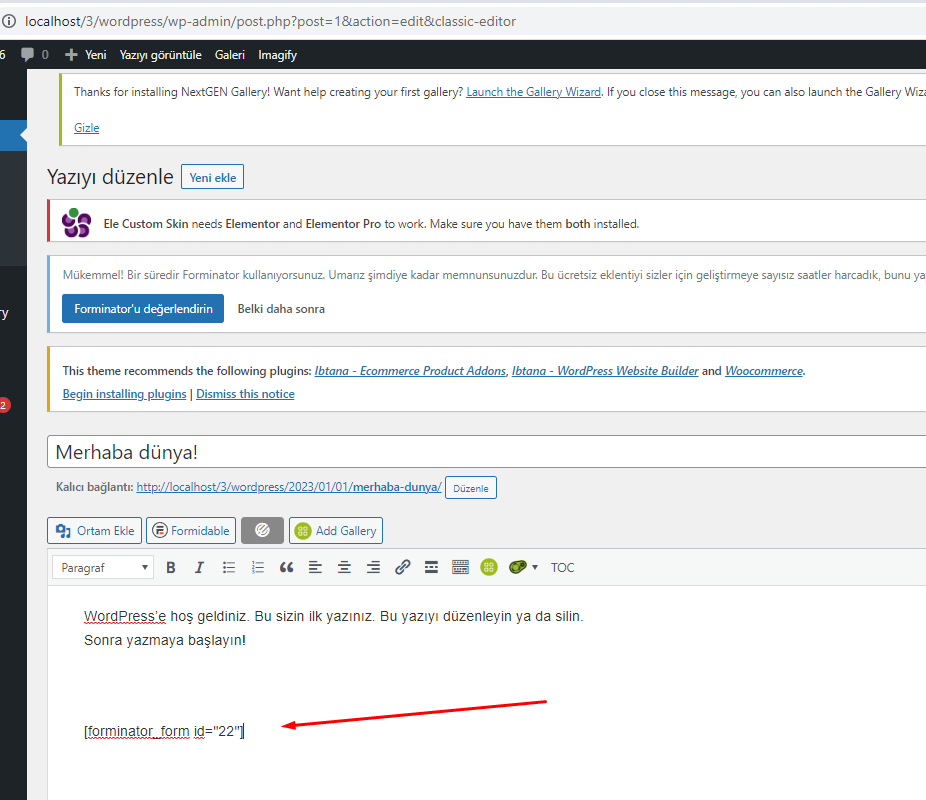 localhost/3/wordpress/wp-admin/post.php?post=1&action=edit&classic-editor
6 0 Yeni Yazıyı görüntüle Galeri Imagify
Thanks for installing NextGEN Gallery! Want help creating your first gallery? Launch the Gallery Wizard. If you close this message, you can also launch the Gallery Wiza
Gizle
Yazıyı düzenle Yeni ekle
Ele Custom Skin needs Elementor and Elementor Pro to work. Make sure you have them both installed.
Mükemmel! Bir süredir Forminator kullanıyorsunuz. Umarız şimdiye kadar memnunsunuzdur. Bu ücretsiz eklentiyi sizler için geliştirmeye sayısız saatler harcadık, bunu ya
Forminator'u değerlendirin Belki daha sonra
ry
This theme recommends the following plugins: Ibtana - Ecommerce Product Addons, Ibtana - WordPress Website Builder and Woocommerce.
Begin installing plugins | Dismiss this notice
2
Merhaba dünya!
Kalıcı bağlantı: http://localhost/3/wordpress/2023/01/01/merhaba-dunya/ Düzenle
Ortam Ekle Formidable Add Gallery
Paragraf B I TOC
WordPress'e hoş geldiniz. Bu sizin ilk yazınız. Bu yazıyı düzenleyin ya da silin.
Sonra yazmaya başlayın!
[forminator_form id="22"]